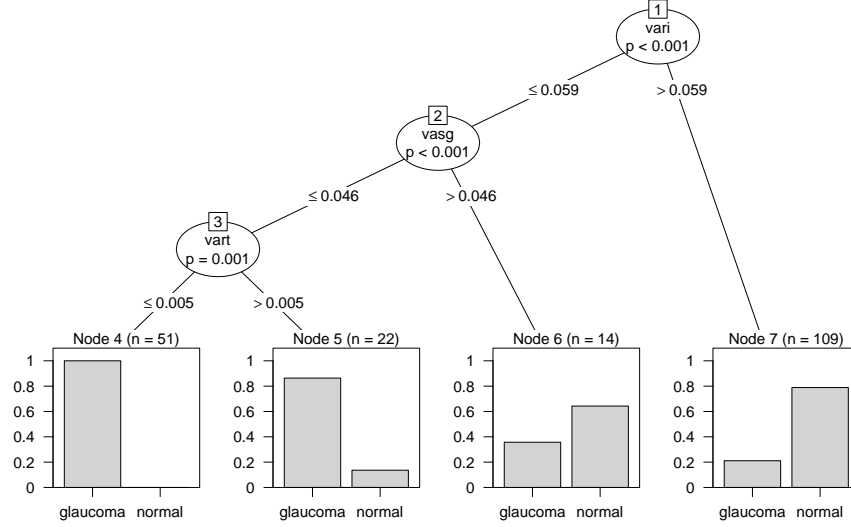 1
vari
p < 0.001
≤ 0.059
> 0.059
2
vasg
p < 0.001
≤ 0.046
> 0.046
3
vart
p = 0.001
≤ 0.005
> 0.005
Node 4 (n = 51)
1
0.8
0.6
0.4
0.2
0
glaucoma normal
Node 5 (n = 22)
1
0.8
0.6
0.4
0.2
0
glaucoma normal
Node 6 (n = 14)
1
0.8
0.6
0.4
0.2
0
glaucoma normal
Node 7 (n = 109)
1
0.8
0.6
0.4
0.2
0
glaucoma normal